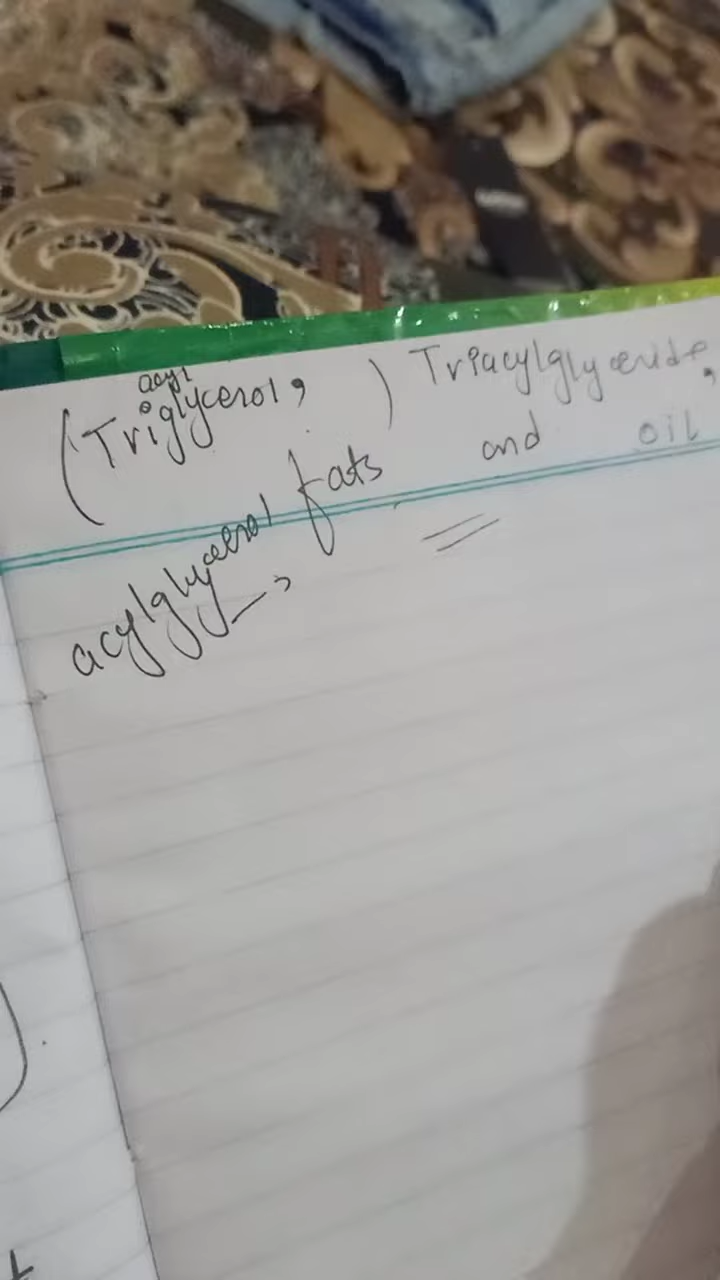 acyl
(Triglycerol, ) Triacylglyceride,
acylglycerol, fats and oil